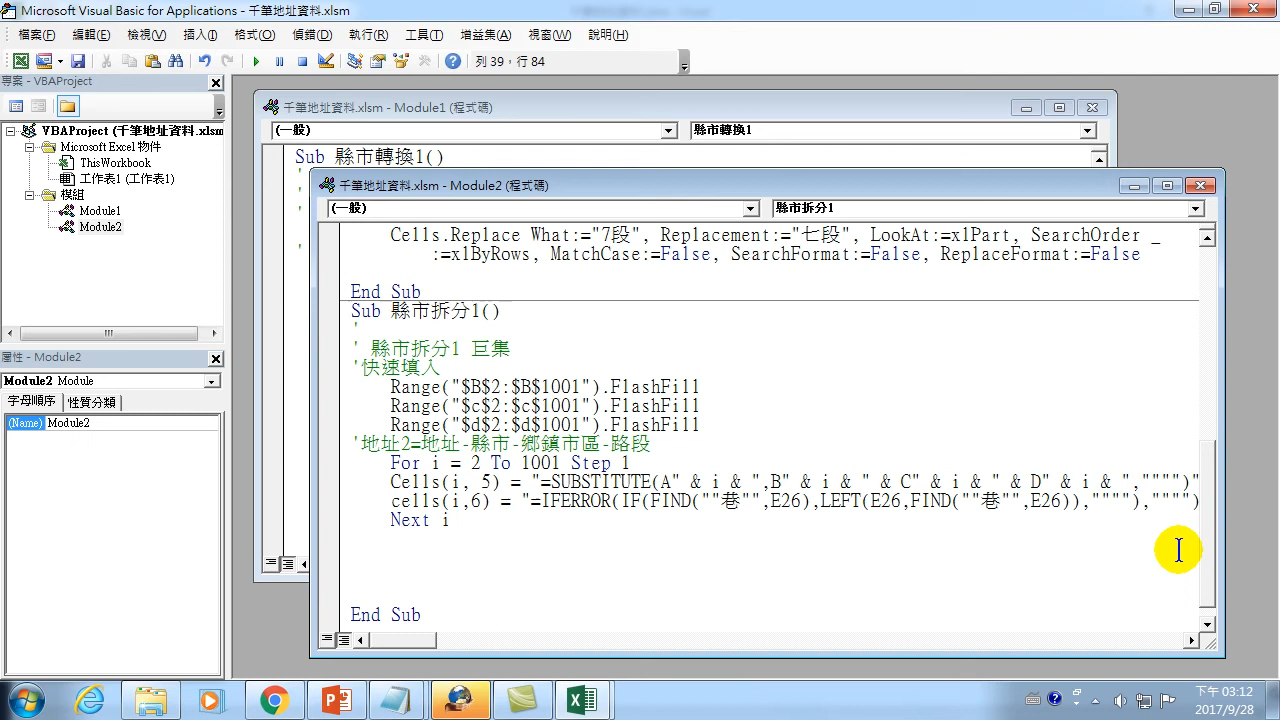 Microsoft Visual Basic for Applications - 千筆地址資料.xlsm
檔案(F) 編輯(E) 檢視(V) 插入(I) 格式(O) 偵錯(D) 執行(R) 工具(T) 增益集(A) 視窗(W) 說明(H)
列 39，行 84
專案 - VBAProject
VBAProject (千筆地址資料.xlsm
Microsoft Excel 物件
ThisWorkbook
工作表1 (工作表1)
模組
Module1
Module2
屬性 - Module2
Module2 Module
字母順序 性質分類
(Name) Module2
千筆地址資料.xlsm - Module1 (程式碼)
(一般) 縣市轉換1
Sub 縣市轉換1()
'
'
'
'
千筆地址資料.xlsm - Module2 (程式碼)
(一般) 縣市拆分1
Cells.Replace What:="7段", Replacement:="七段", LookAt:=xlPart, SearchOrder _
:=xlByRows, MatchCase:=False, SearchFormat:=False, ReplaceFormat:=False
End Sub
Sub 縣市拆分1()
'
' 縣市拆分1 巨集
'快速填入
Range("$B$2:$B$1001").FlashFill
Range("$c$2:$c$1001").FlashFill
Range("$d$2:$d$1001").FlashFill
'地址2=地址-縣市-鄉鎮市區-路段
For i = 2 To 1001 Step 1
Cells(i, 5) = "=SUBSTITUTE(A" & i & ",B" & i & " & C" & i & " & D" & i & ","""")"
cells(i,6) = "=IFERROR(IF(FIND(""巷"",E26),LEFT(E26,FIND(""巷"",E26)),""""),"""")
Next i
End Sub
下午 03:12
2017/9/28